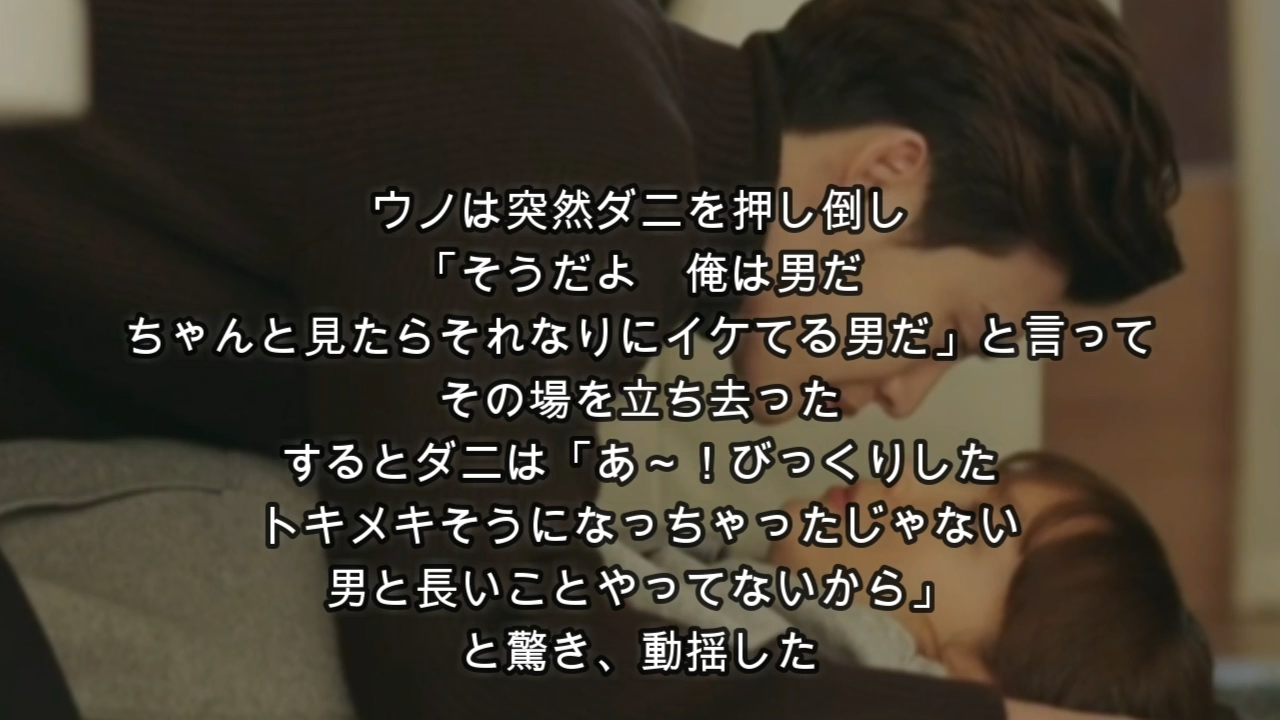 ウノは突然ダニを押し倒し
「そうだよ　俺は男だ
ちゃんと見たらそれなりにイケてる男だ」と言って
その場を立ち去った
するとダニは「あ～！びっくりした
トキメキそうになっちゃったじゃない
男と長いことやってないから」
と驚き、動揺した